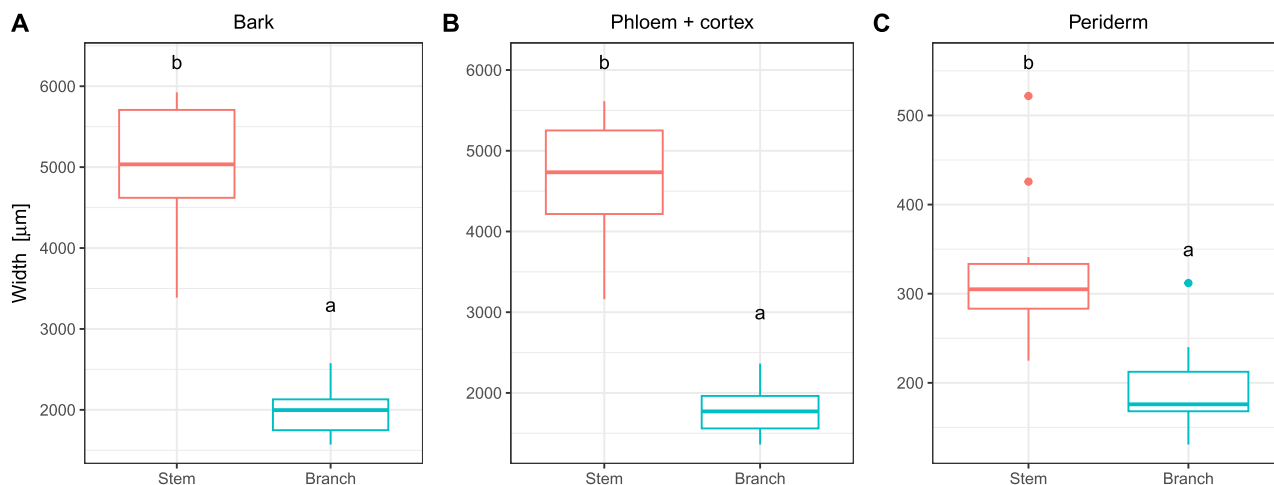 A Bark
B Phloem + cortex
C Periderm
Width [µm]
6000
5000
4000
3000
2000
b
a
Stem Branch
6000
5000
4000
3000
2000
b
a
Stem Branch
500
400
300
200
b
a
Stem Branch